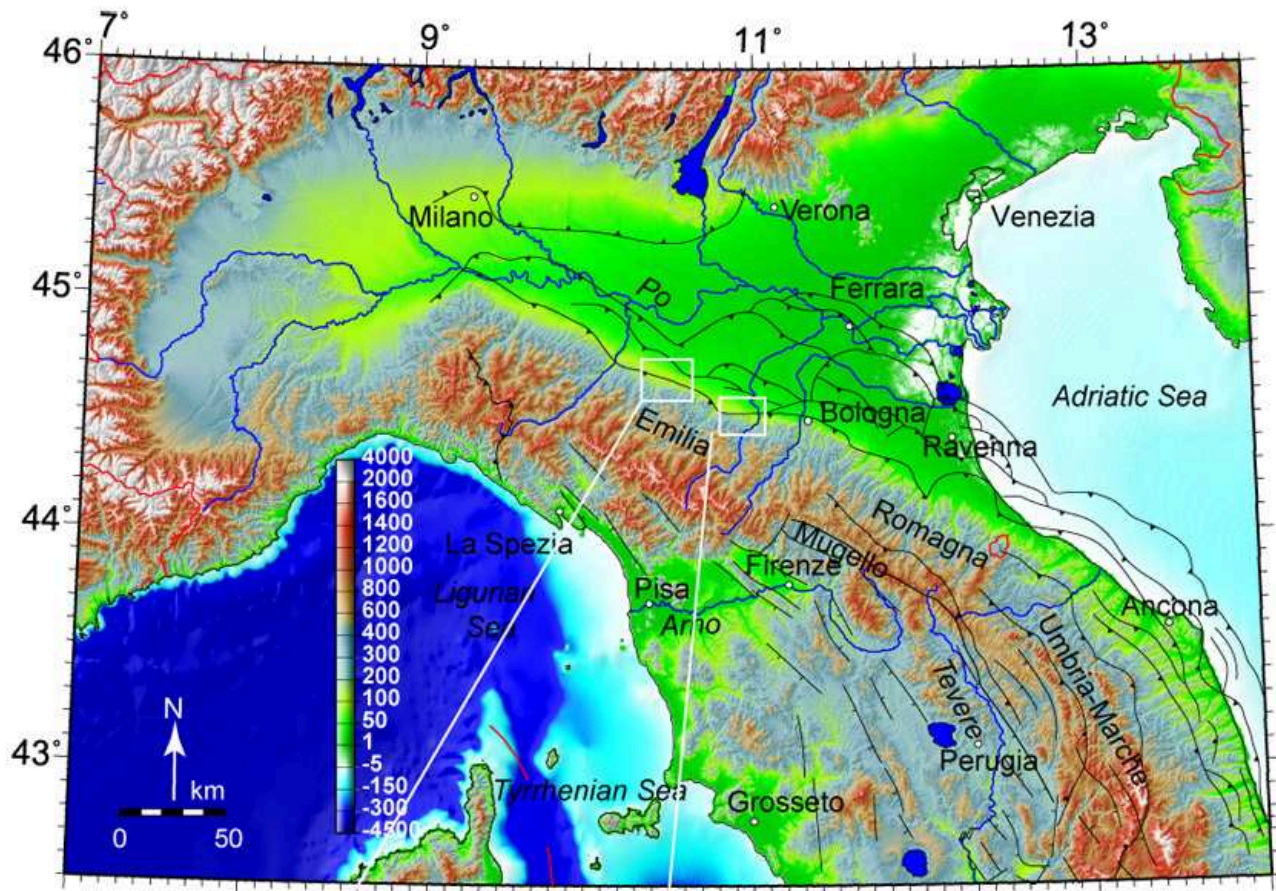 7°
9°
11°
13°
46°
45°
44°
43°
Milano
Verona
Venezia
Po
Ferrara
Adriatic Sea
Bologna
Emilia
Ravenna
Romagna
Mugello
Firenze
La Spezia
Pisa
Arno
Ligurian
Sea
Ancona
Umbria-Marche
Tevere
Perugia
Grosseto
Tyrrhenian Sea
4000
2000
1600
1400
1200
1000
800
600
400
300
200
100
50
1
-5
-150
-300
-4500
N
km
0 50